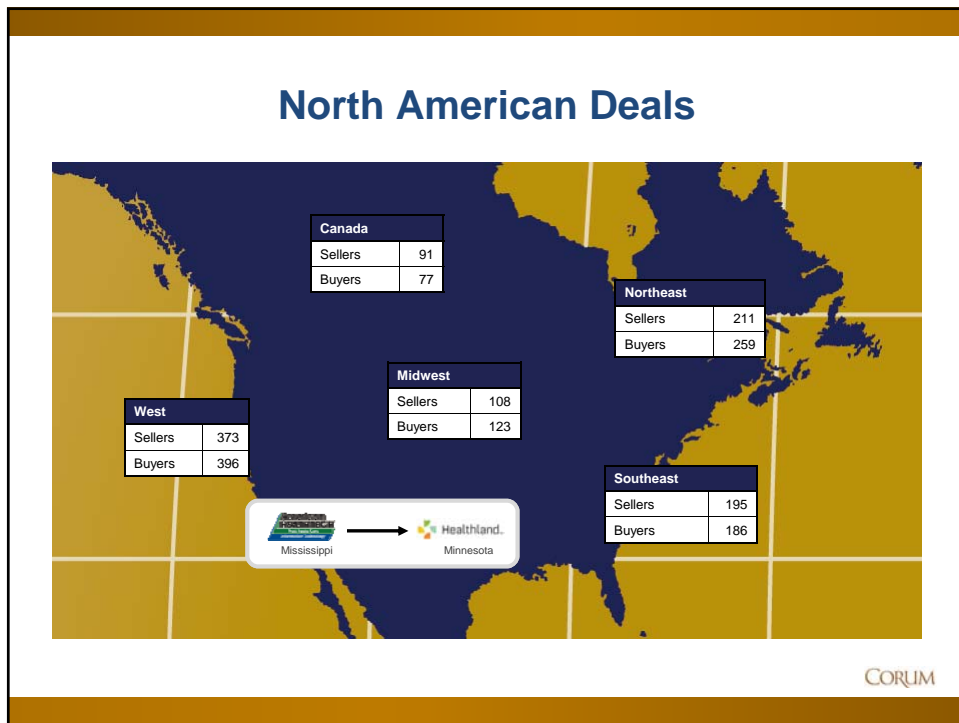 North American Deals
Canada
Sellers 91
Buyers 77
Northeast
Sellers 211
Buyers 259
Midwest
Sellers 108
Buyers 123
West
Sellers 373
Buyers 396
Southeast
Sellers 195
Buyers 186
American
Healthland
Mississippi
Minnesota
CORUM